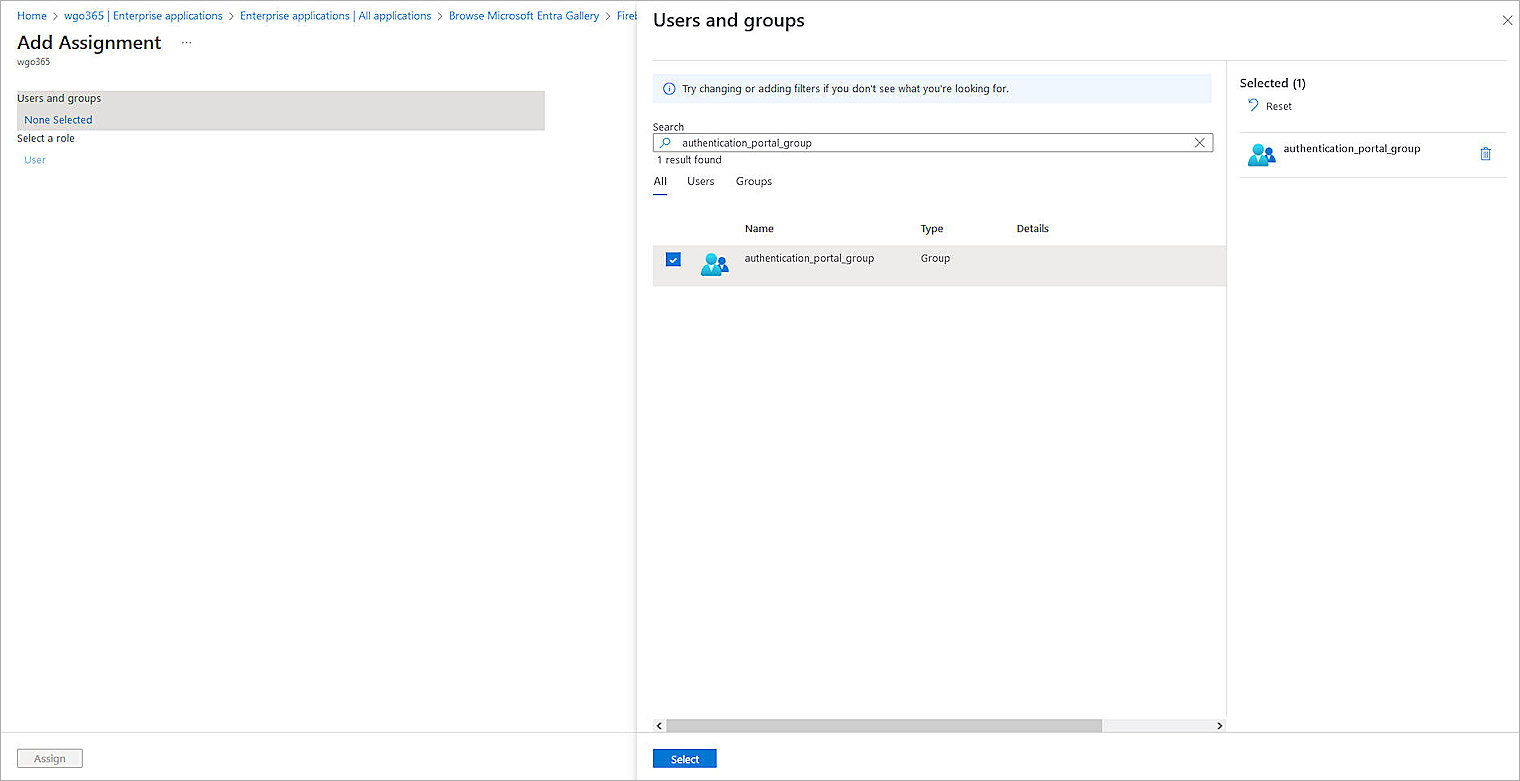 Home > wgo365 | Enterprise applications > Enterprise applications | All applications > Browse Microsoft Entra Gallery >
Add Assignment ...
wgo365
Users and groups
None Selected
Select a role
User
Assign
Users and groups
Try changing or adding filters if you don't see what you're looking for.
Search
authentication_portal_group
1 result found
All Users Groups
Name Type Details
authentication_portal_group Group
Select
Selected (1)
Reset
authentication_portal_group